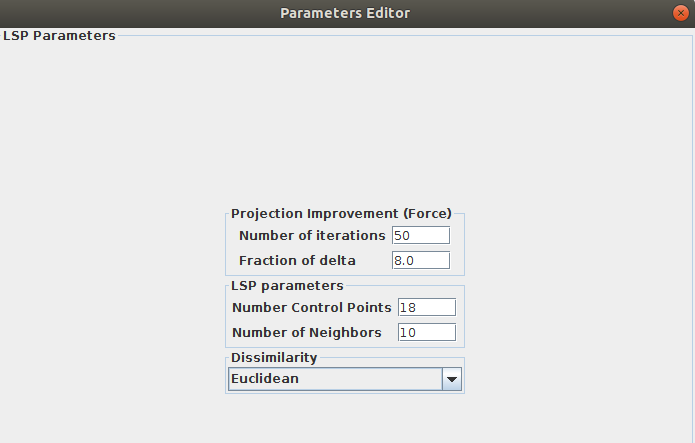 Parameters Editor
LSP Parameters
Projection Improvement (Force)
Number of iterations 50
Fraction of delta 8.0
LSP parameters
Number Control Points 18
Number of Neighbors 10
Dissimilarity
Euclidean